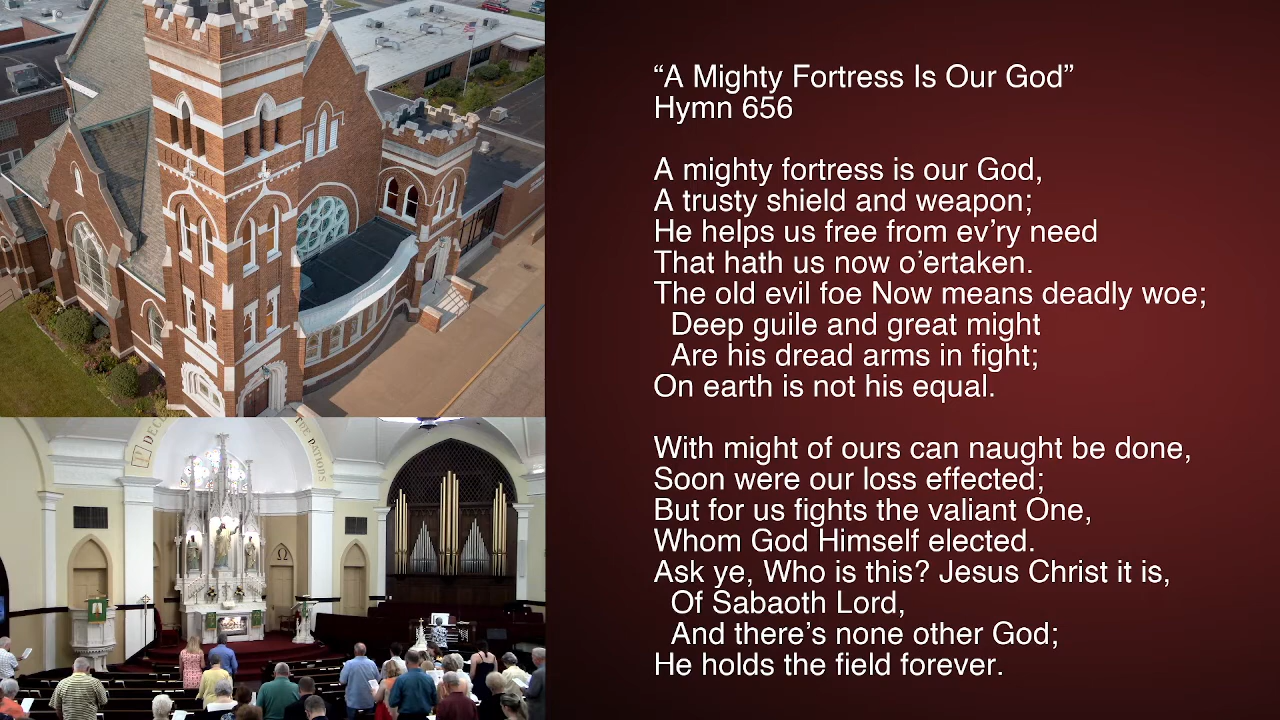 “A Mighty Fortress Is Our God”
Hymn 656
A mighty fortress is our God,
A trusty shield and weapon;
He helps us free from ev’ry need
That hath us now o’ertaken.
The old evil foe Now means deadly woe;
Deep guile and great might
Are his dread arms in fight;
On earth is not his equal.
With might of ours can naught be done,
Soon were our loss effected;
But for us fights the valiant One,
Whom God Himself elected.
Ask ye, Who is this? Jesus Christ it is,
Of Sabaoth Lord,
And there’s none other God;
He holds the field forever.
Ω